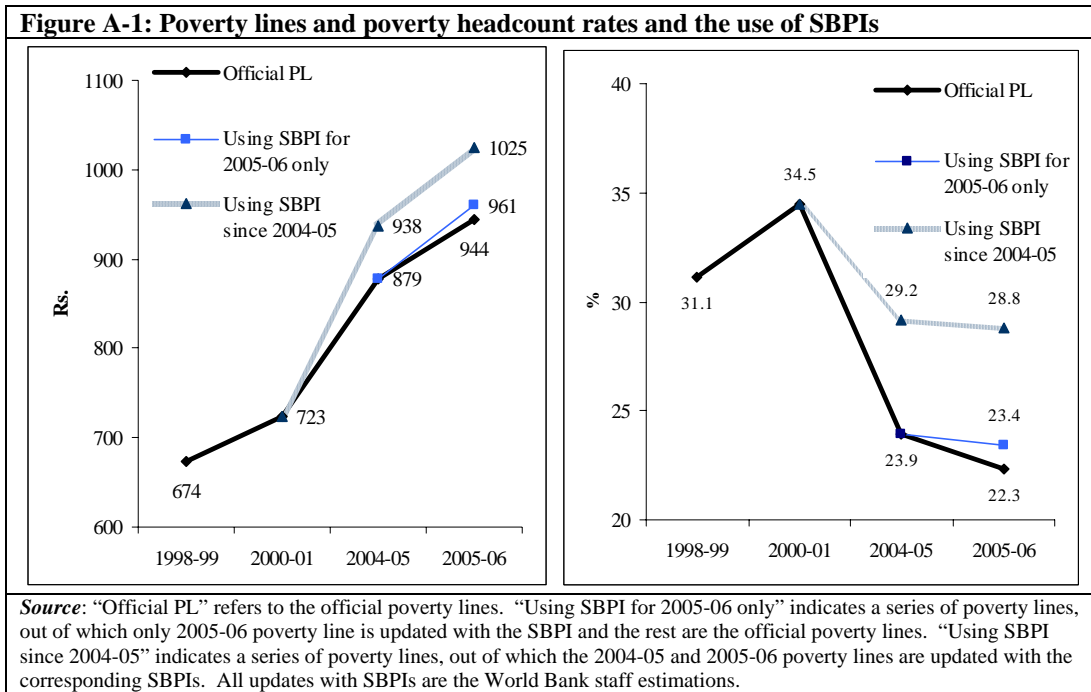 Figure A-1: Poverty lines and poverty headcount rates and the use of SBPIs
1100
1000
900
800
700
600
Rs.
Official PL
Using SBPI for
2005-06 only
Using SBPI
since 2004-05
1025
961
938
944
879
723
674
1998-99 2000-01 2004-05 2005-06
40
35
30
25
20
%
Official PL
Using SBPI for
2005-06 only
Using SBPI
since 2004-05
34.5
31.1
29.2
28.8
23.4
23.9
22.3
1998-99 2000-01 2004-05 2005-06
Source: “Official PL” refers to the official poverty lines. “Using SBPI for 2005-06 only” indicates a series of poverty lines,
out of which only 2005-06 poverty line is updated with the SBPI and the rest are the official poverty lines. “Using SBPI
since 2004-05” indicates a series of poverty lines, out of which the 2004-05 and 2005-06 poverty lines are updated with the
corresponding SBPIs. All updates with SBPIs are the World Bank staff estimations.